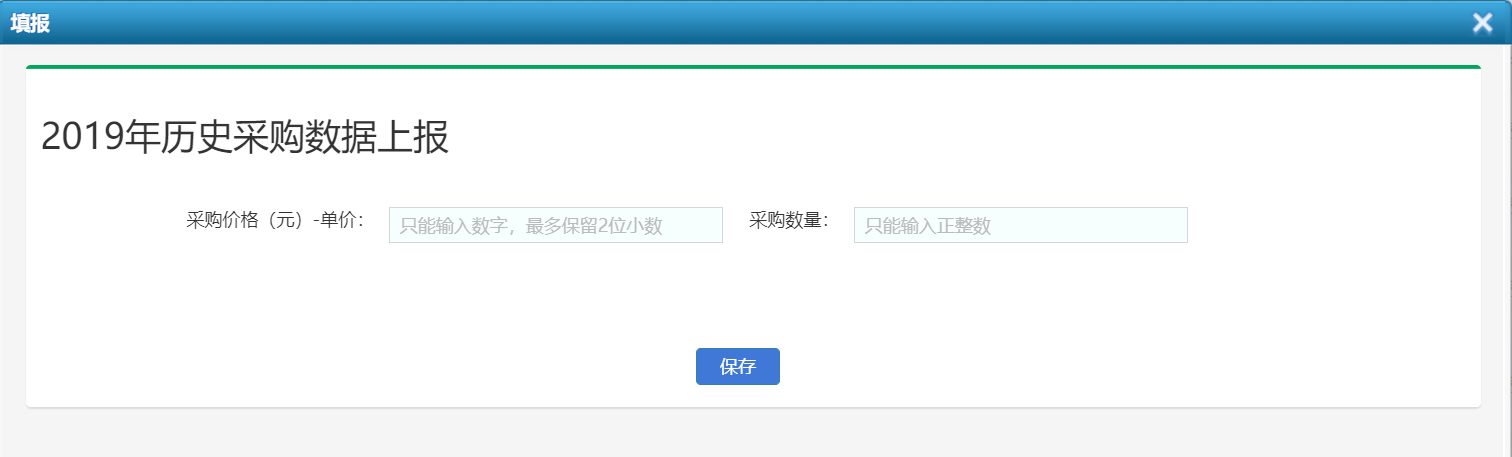 填报
2019年历史采购数据上报
采购价格（元）-单价： 只能输入数字，最多保留2位小数 采购数量： 只能输入正整数
保存